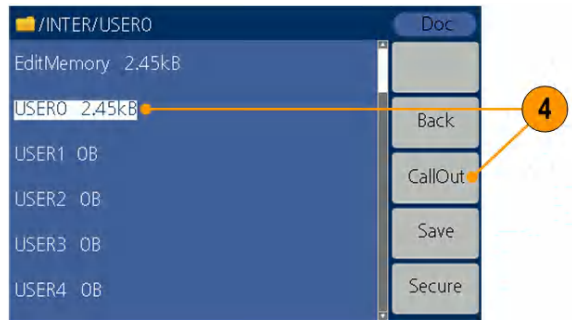 /INTER/USER0
Doc
EditMemory 2.45kB
USER0 2.45kB
Back
4
USER1 0B
CallOut
USER2 0B
Save
USER3 0B
Secure
USER4 0B